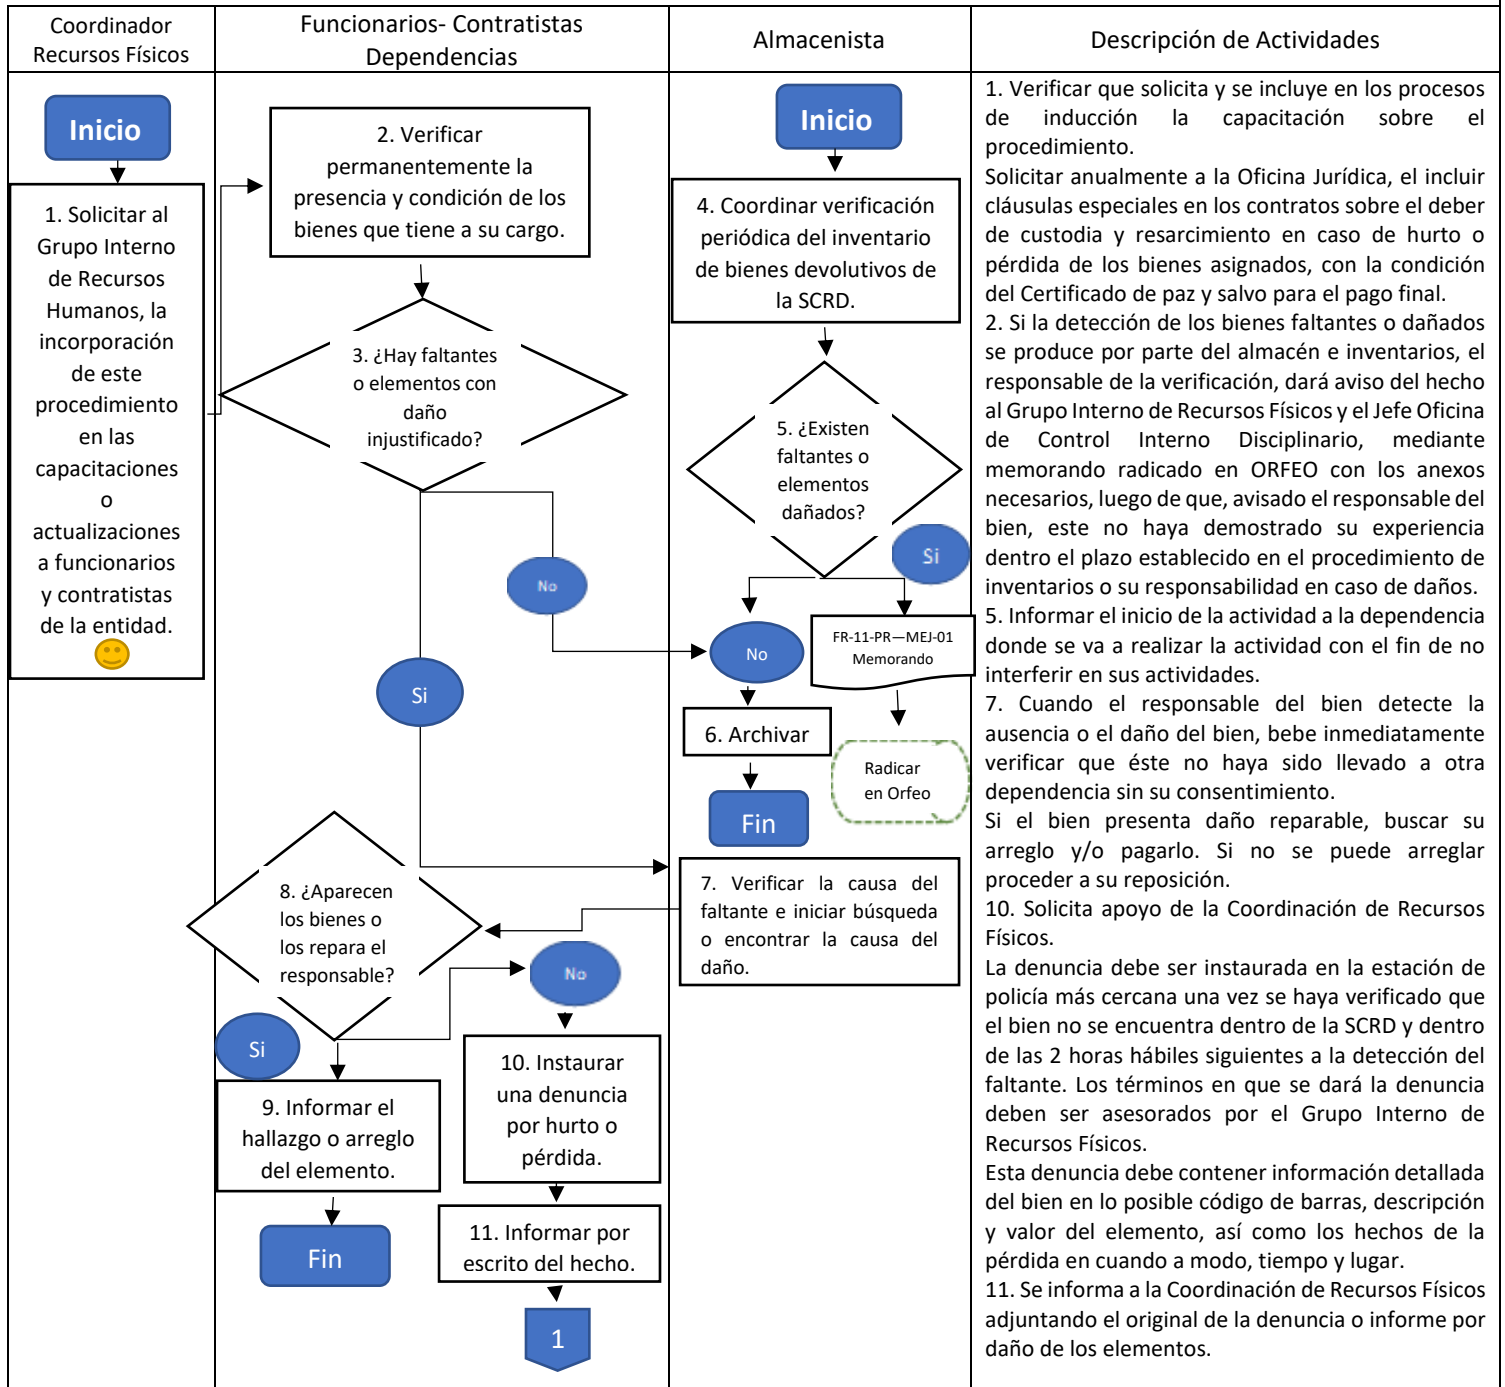 Coordinador
Recursos Físicos
Funcionarios- Contratistas
Dependencias
Almacenista
Descripción de Actividades
Inicio
1. Solicitar al
Grupo Interno
de Recursos
Humanos, la
incorporación
de este
procedimiento
en las
capacitaciones
o
actualizaciones
a funcionarios
y contratistas
de la entidad.
2. Verificar
permanentemente la
presencia y condición de los
bienes que tiene a su cargo.
3. ¿Hay faltantes
o elementos con
daño
injustificado?
No
Si
8. ¿Aparecen
los bienes o
los repara el
responsable?
No
Si
9. Informar el
hallazgo o arreglo
del elemento.
Fin
10. Instaurar
una denuncia
por hurto o
pérdida.
11. Informar por
escrito del hecho.
1
Inicio
4. Coordinar verificación
periódica del inventario
de bienes devolutivos de
la SCRD.
5. ¿Existen
faltantes o
elementos
dañados?
Si
No
FR-11-PR—MEJ-01
Memorando
6. Archivar
Radicar
en Orfeo
Fin
7. Verificar la causa del
faltante e iniciar búsqueda
o encontrar la causa del
daño.
1. Verificar que solicita y se incluye en los procesos
de inducción la capacitación sobre el
procedimiento.
Solicitar anualmente a la Oficina Jurídica, el incluir
cláusulas especiales en los contratos sobre el deber
de custodia y resarcimiento en caso de hurto o
pérdida de los bienes asignados, con la condición
del Certificado de paz y salvo para el pago final.
2. Si la detección de los bienes faltantes o dañados
se produce por parte del almacén e inventarios, el
responsable de la verificación, dará aviso del hecho
al Grupo Interno de Recursos Físicos y el Jefe Oficina
de Control Interno Disciplinario, mediante
memorando radicado en ORFEO con los anexos
necesarios, luego de que, avisado el responsable del
bien, este no haya demostrado su experiencia
dentro el plazo establecido en el procedimiento de
inventarios o su responsabilidad en caso de daños.
5. Informar el inicio de la actividad a la dependencia
donde se va a realizar la actividad con el fin de no
interferir en sus actividades.
7. Cuando el responsable del bien detecte la
ausencia o el daño del bien, bebe inmediatamente
verificar que éste no haya sido llevado a otra
dependencia sin su consentimiento.
Si el bien presenta daño reparable, buscar su
arreglo y/o pagarlo. Si no se puede arreglar
proceder a su reposición.
10. Solicita apoyo de la Coordinación de Recursos
Físicos.
La denuncia debe ser instaurada en la estación de
policía más cercana una vez se haya verificado que
el bien no se encuentra dentro de la SCRD y dentro
de las 2 horas hábiles siguientes a la detección del
faltante. Los términos en que se dará la denuncia
deben ser asesorados por el Grupo Interno de
Recursos Físicos.
Esta denuncia debe contener información detallada
del bien en lo posible código de barras, descripción
y valor del elemento, así como los hechos de la
pérdida en cuando a modo, tiempo y lugar.
11. Se informa a la Coordinación de Recursos Físicos
adjuntando el original de la denuncia o informe por
daño de los elementos.